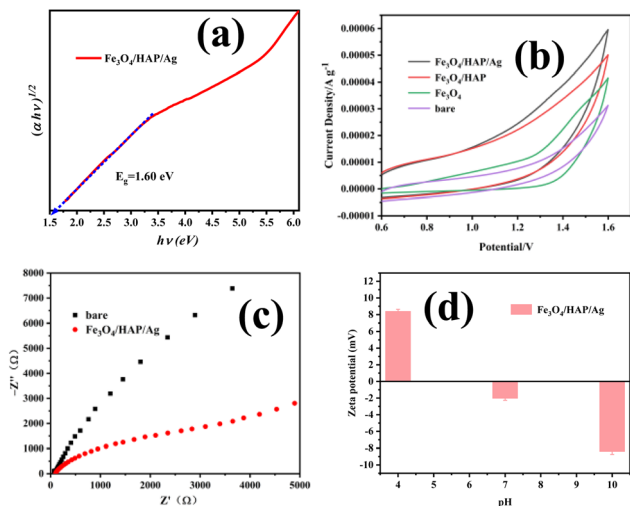 (a)
Fe₃O₄/HAP/Ag
(αhν)^1/2
E_g=1.60 eV
1.5 2.0 2.5 3.0 3.5 4.0 4.5 5.0 5.5 6.0
hν(eV)
(b)
Fe₃O₄/HAP/Ag
Fe₃O₄/HAP
Fe₃O₄
bare
Current Density/A g⁻¹
0.00006
0.00005
0.00004
0.00003
0.00002
0.00001
0.00000
-0.00001
0.6 0.8 1.0 1.2 1.4 1.6
Potential/V
(c)
bare
Fe₃O₄/HAP/Ag
-Z''(Ω)
8000
7000
6000
5000
4000
3000
2000
1000
0
0 1000 2000 3000 4000 5000
Z'(Ω)
(d)
Fe₃O₄/HAP/Ag
Zeta potential (mV)
12
10
8
6
4
2
0
-2
-4
-6
-8
-10
4 5 6 7 8 9 10
pH